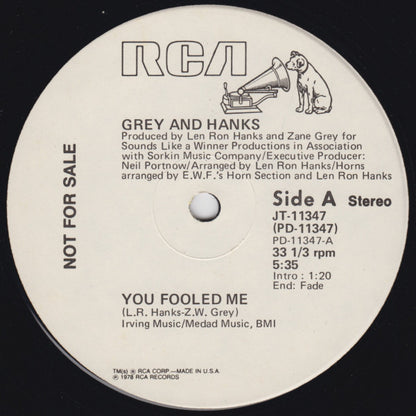 RCA
GREY AND HANKS
Produced by Len Ron Hanks and Zane Grey for
Sounds Like a Winner Productions in Association
with Sorkin Music Company/Executive Producer:
Neil Portnow/Arranged by Len Ron Hanks/Horns
arranged by E.W.F.'s Horn Section and Len Ron Hanks
NOT FOR SALE
Side A Stereo
JT-11347
(PD-11347)
PD-11347-A
33 1/3 rpm
5:35
Intro : 1:20
End: Fade
YOU FOOLED ME
(L.R. Hanks-Z.W. Grey)
Irving Music/Medad Music, BMI
TM(s) ® RCA CORP.—MADE IN U.S.A.
℗ 1978 RCA RECORDS